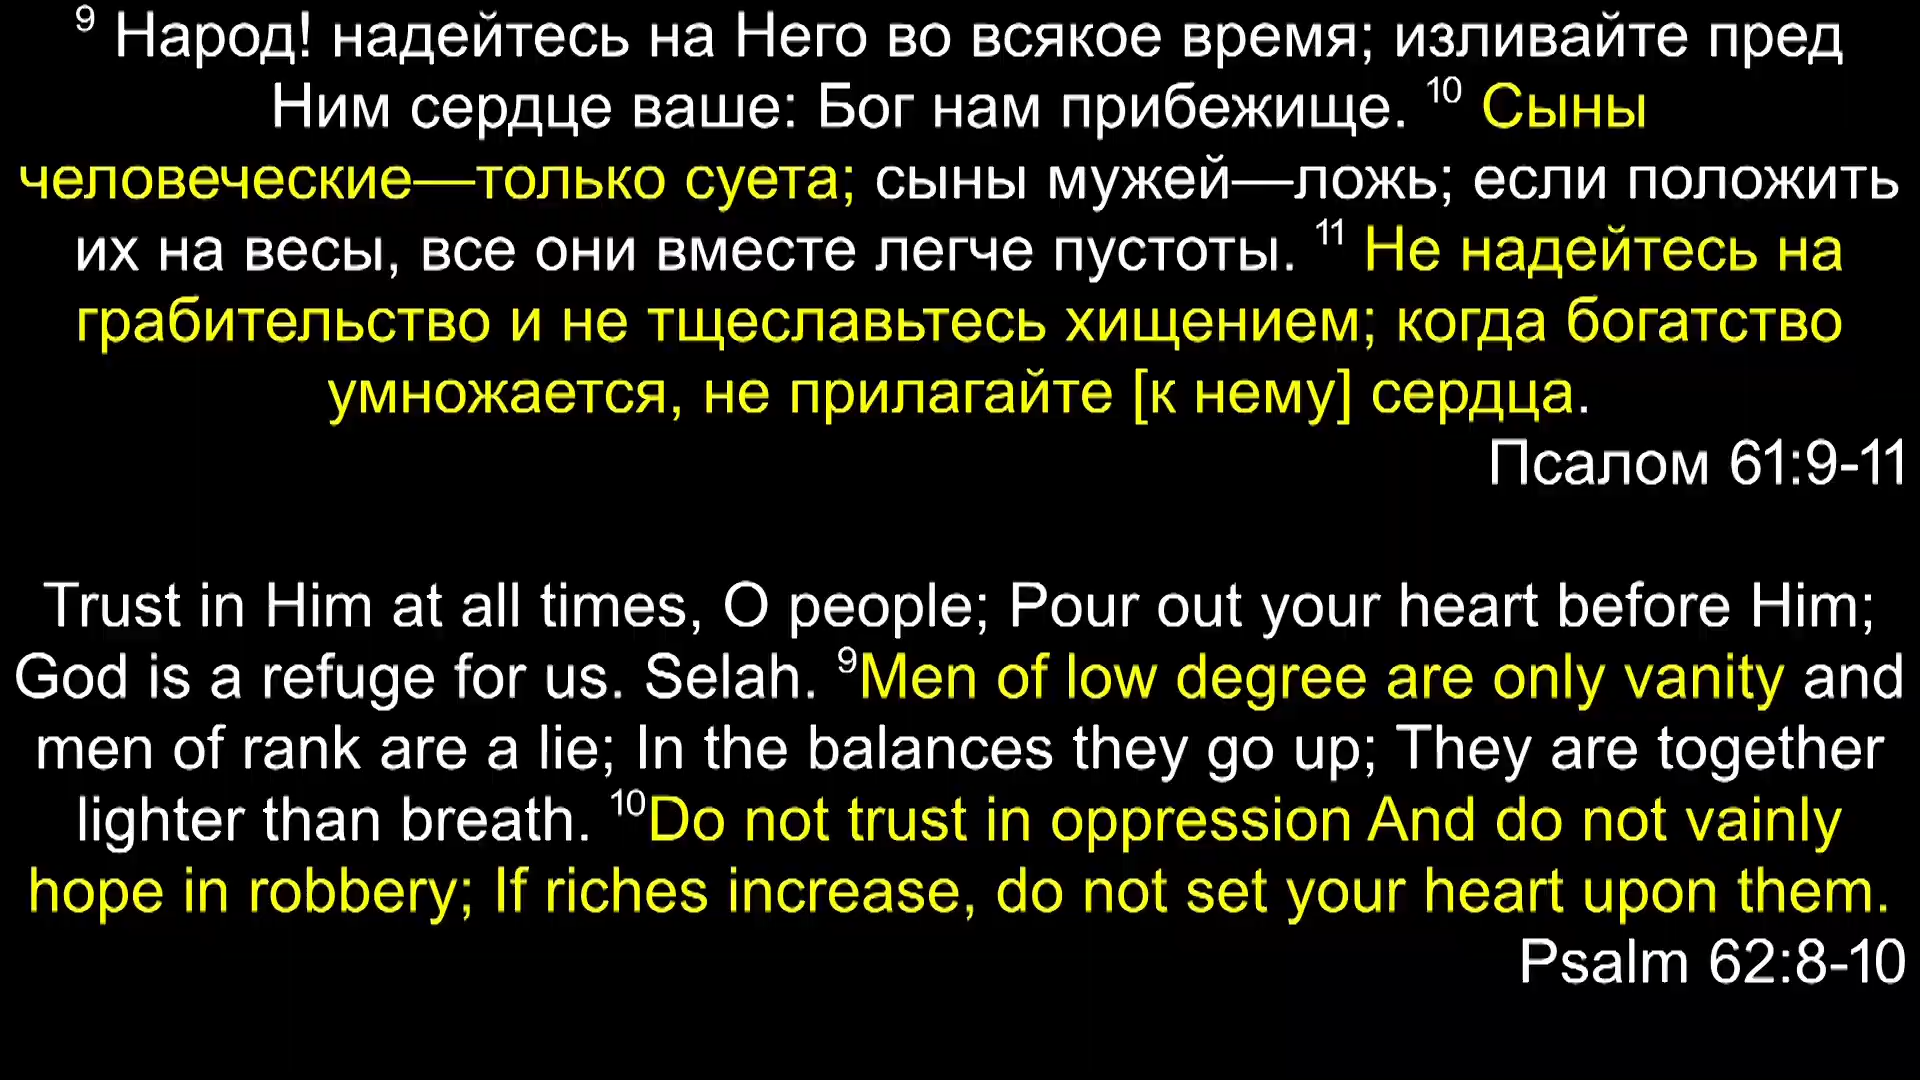 ⁹ Народ! надейтесь на Него во всякое время; изливайте пред
Ним сердце ваше: Бог нам прибежище. ¹⁰ Сыны
человеческие—только суета; сыны мужей—ложь; если положить
их на весы, все они вместе легче пустоты. ¹¹ Не надейтесь на
грабительство и не тщеславьтесь хищением; когда богатство
умножается, не прилагайте [к нему] сердца.
Псалом 61:9-11
Trust in Him at all times, O people; Pour out your heart before Him;
God is a refuge for us. Selah. ⁹Men of low degree are only vanity and
men of rank are a lie; In the balances they go up; They are together
lighter than breath. ¹⁰Do not trust in oppression And do not vainly
hope in robbery; If riches increase, do not set your heart upon them.
Psalm 62:8-10